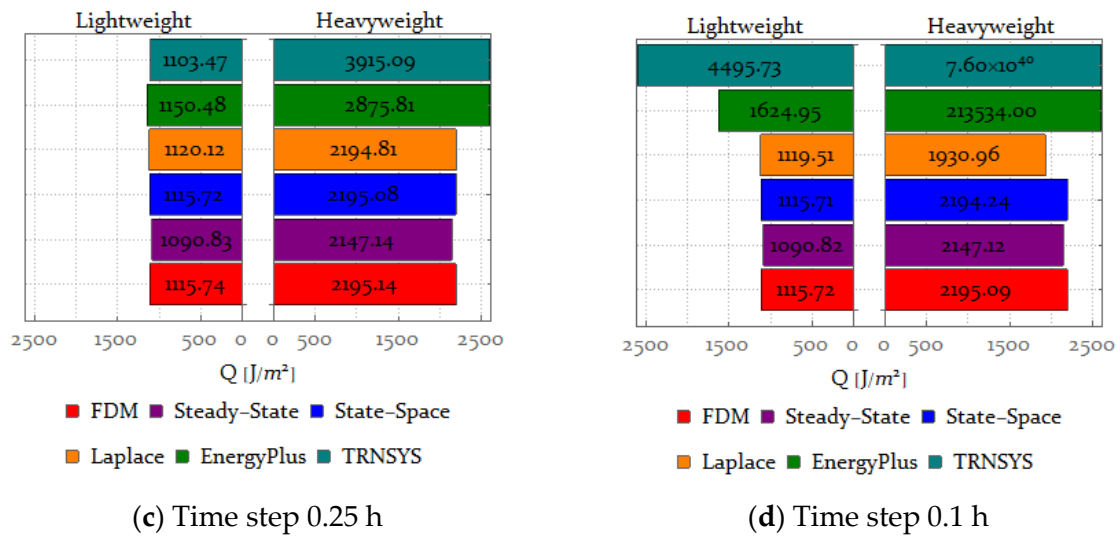 Lightweight Heavyweight
1103.47 3915.09
1150.48 2875.81
1120.12 2194.81
1115.72 2195.08
1090.83 2147.14
1115.74 2195.14
2500 1500 500 0 0 500 1500 2500
Q [J/m²]
FDM Steady–State State–Space
Laplace EnergyPlus TRNSYS
(c) Time step 0.25 h
Lightweight Heavyweight
4495.73 7.60×10⁴⁰
1624.95 213534.00
1119.51 1930.96
1115.71 2194.24
1090.82 2147.12
1115.72 2195.09
2500 1500 500 0 0 500 1500 2500
Q [J/m²]
FDM Steady–State State–Space
Laplace EnergyPlus TRNSYS
(d) Time step 0.1 h